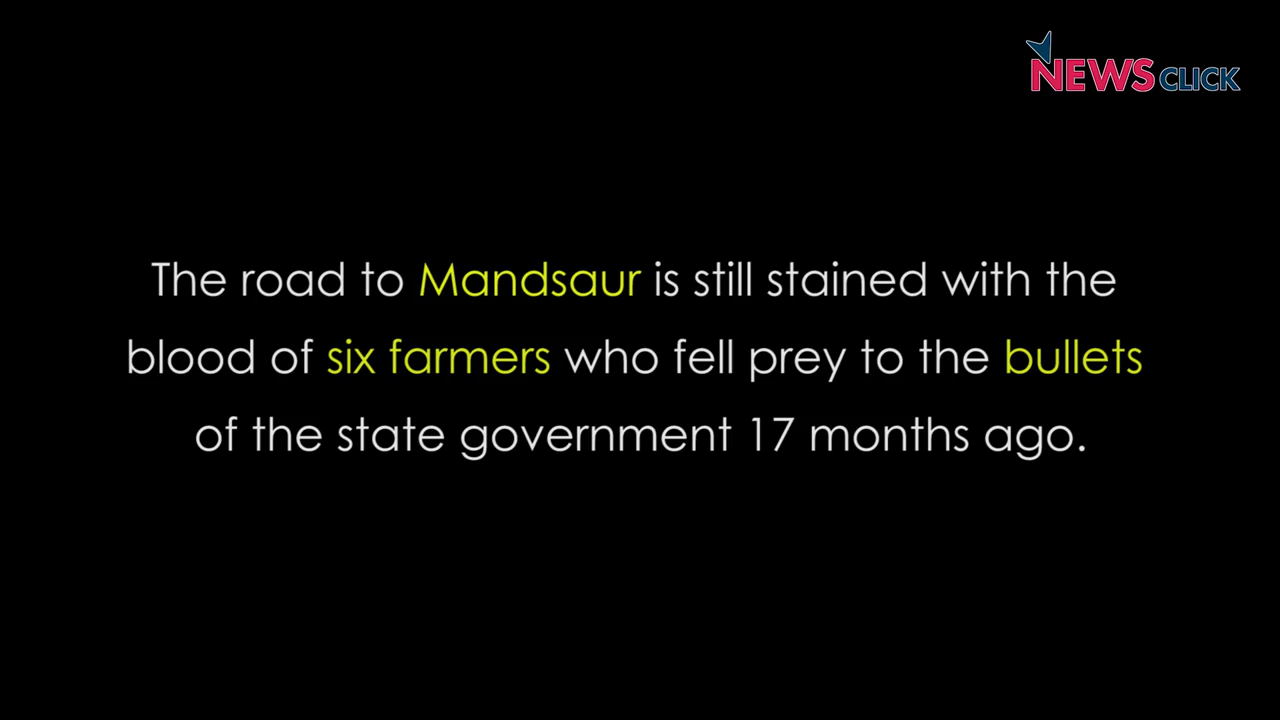 NEWSCLICK
The road to Mandsaur is still stained with the
blood of six farmers who fell prey to the bullets
of the state government 17 months ago.